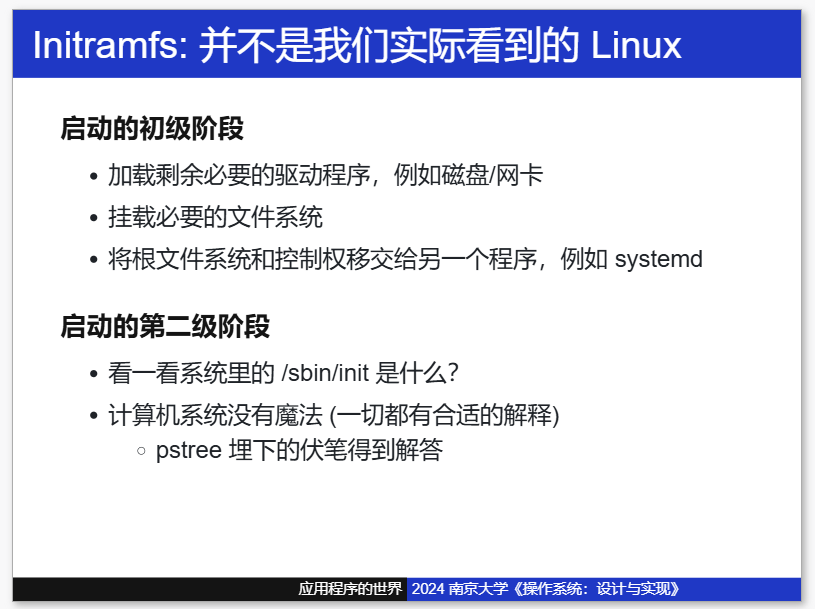 Initramfs: 并不是我们实际看到的 Linux
启动的初级阶段
• 加载剩余必要的驱动程序，例如磁盘/网卡
• 挂载必要的文件系统
• 将根文件系统和控制权移交给另一个程序，例如 systemd
启动的第二级阶段
• 看一看系统里的 /sbin/init 是什么？
• 计算机系统没有魔法 (一切都有合适的解释)
○ pstree 埋下的伏笔得到解答
应用程序的世界 2024 南京大学《操作系统：设计与实现》